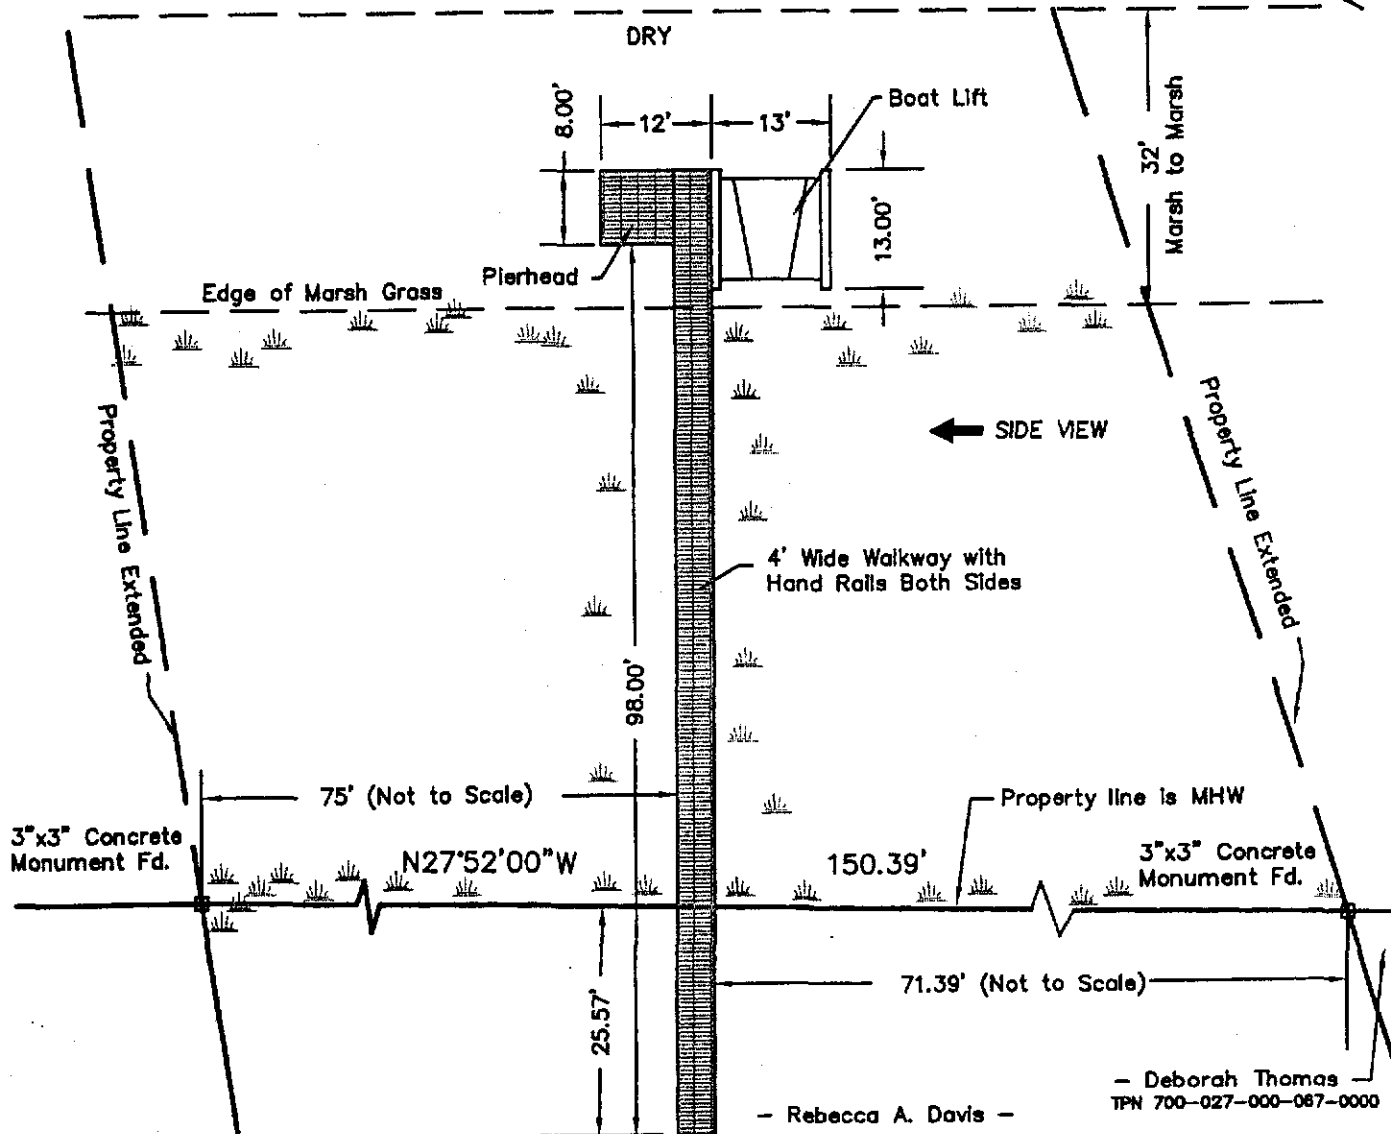 DRY
8.00'
12'
13'
Boat Lift
32'
Marsh to Marsh
13.00'
Pierhead
Edge of Marsh Grass
Property Line Extended
SIDE VIEW
Property Line Extended
4' Wide Walkway with
Hand Rails Both Sides
98.00'
75' (Not to Scale)
Property line is MHW
3"x3" Concrete
Monument Fd.
N27°52'00"W
150.39'
3"x3" Concrete
Monument Fd.
25.57'
71.39' (Not to Scale)
- Deborah Thomas -
TPN 700-027-000-067-0000
- Rebecca A. Davis -